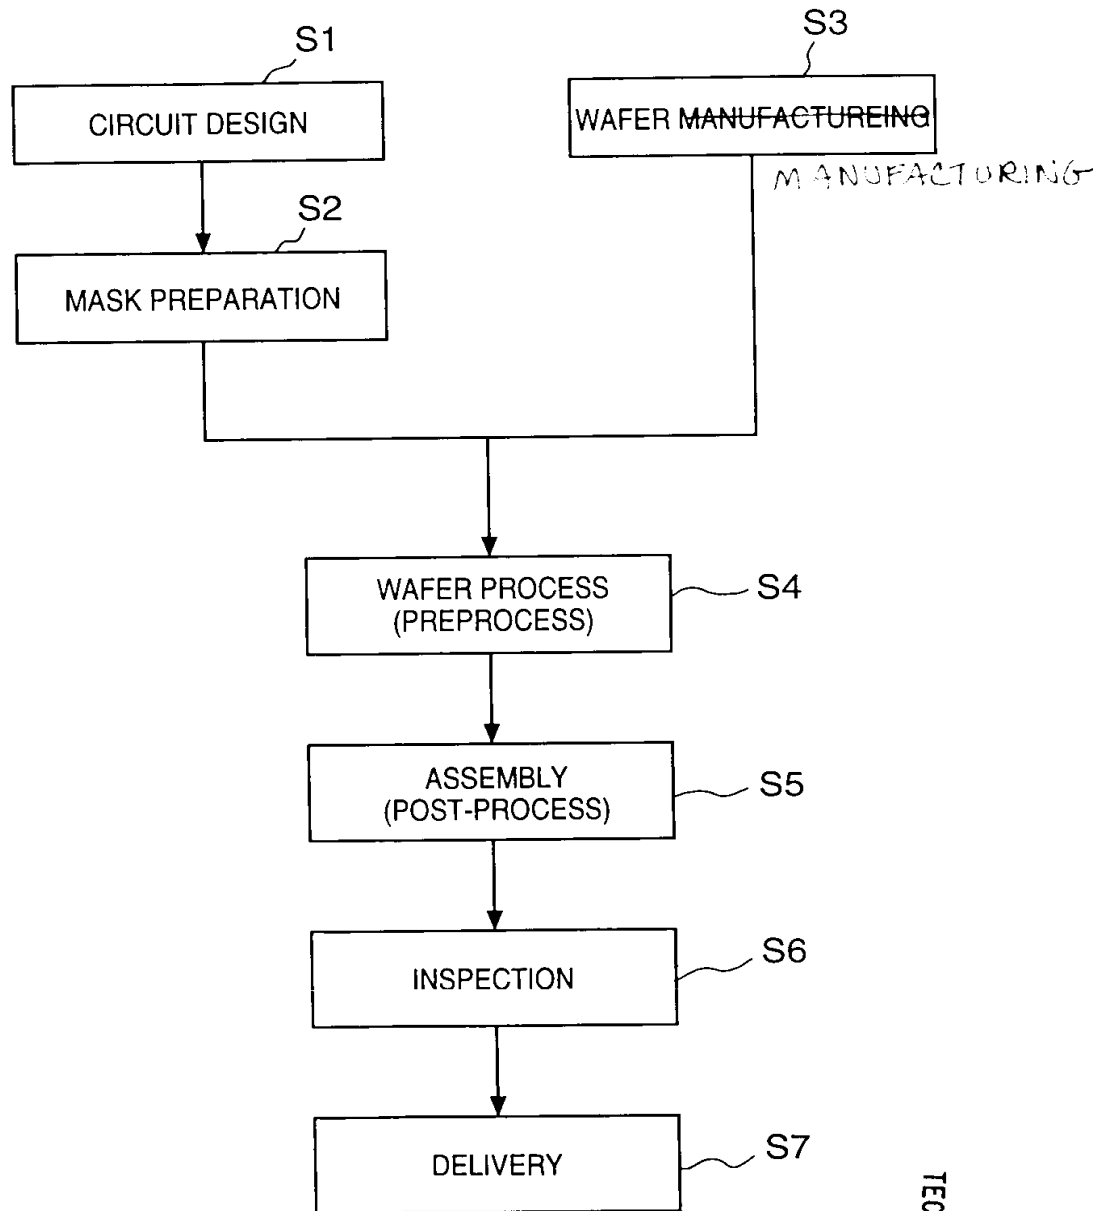 S1
CIRCUIT DESIGN
S3
WAFER MANUFACTUREING
MANUFACTURING
S2
MASK PREPARATION
WAFER PROCESS
(PREPROCESS)
S4
ASSEMBLY
(POST-PROCESS)
S5
INSPECTION
S6
DELIVERY
S7
TEC